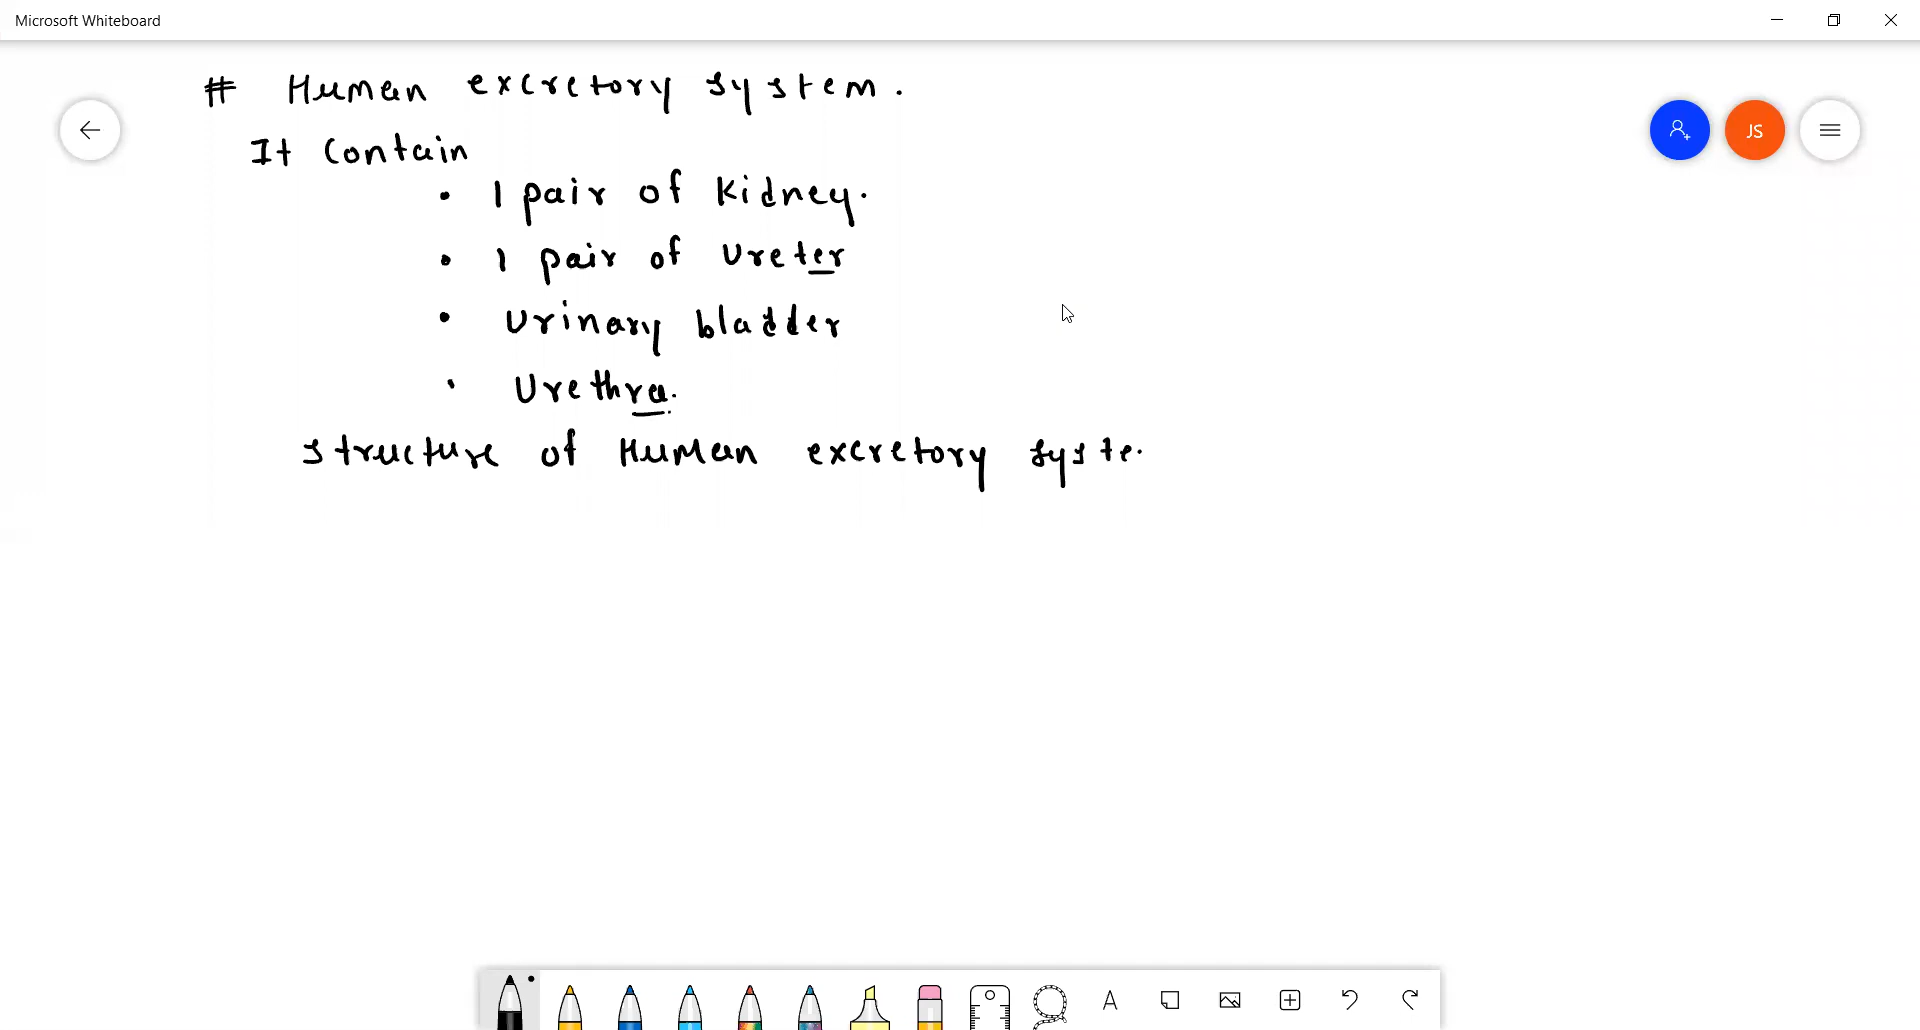 Microsoft Whiteboard
# Human excretory system.
JS
It Contain
• 1 pair of Kidney.
• 1 pair of Ureter
• Urinary bladder
• Urethra.
Structure of Human excretory syste.
A